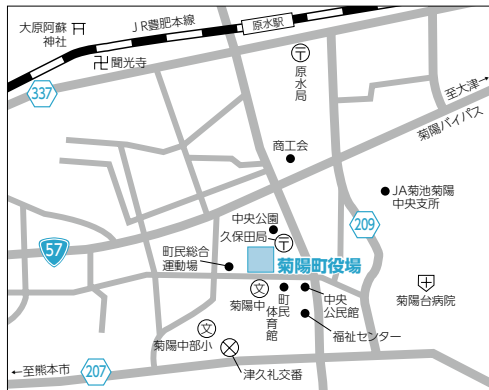 大原阿蘇
神社
JR豊肥本線
原水駅
聞光寺
337
原水局
至大津→
菊陽バイパス
商工会
JA菊池菊陽
中央支所
209
中央公園
久保田局
57
町民総合
運動場
菊陽町役場
菊陽台病院
文
菊陽中
町民
体育館
中央
公民館
文
菊陽中部小
福祉センター
津久礼交番
←至熊本市
207